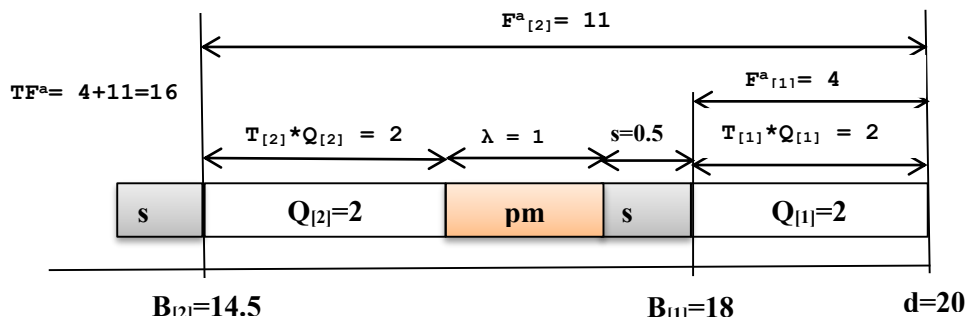 Fᵃ[2]= 11
TFᵃ= 4+11=16
Fᵃ[1]= 4
T[2]*Q[2] = 2
λ = 1
s=0.5
T[1]*Q[1] = 2
s
Q[2]=2
pm
s
Q[1]=2
B[2]=14.5
B[1]=18
d=20